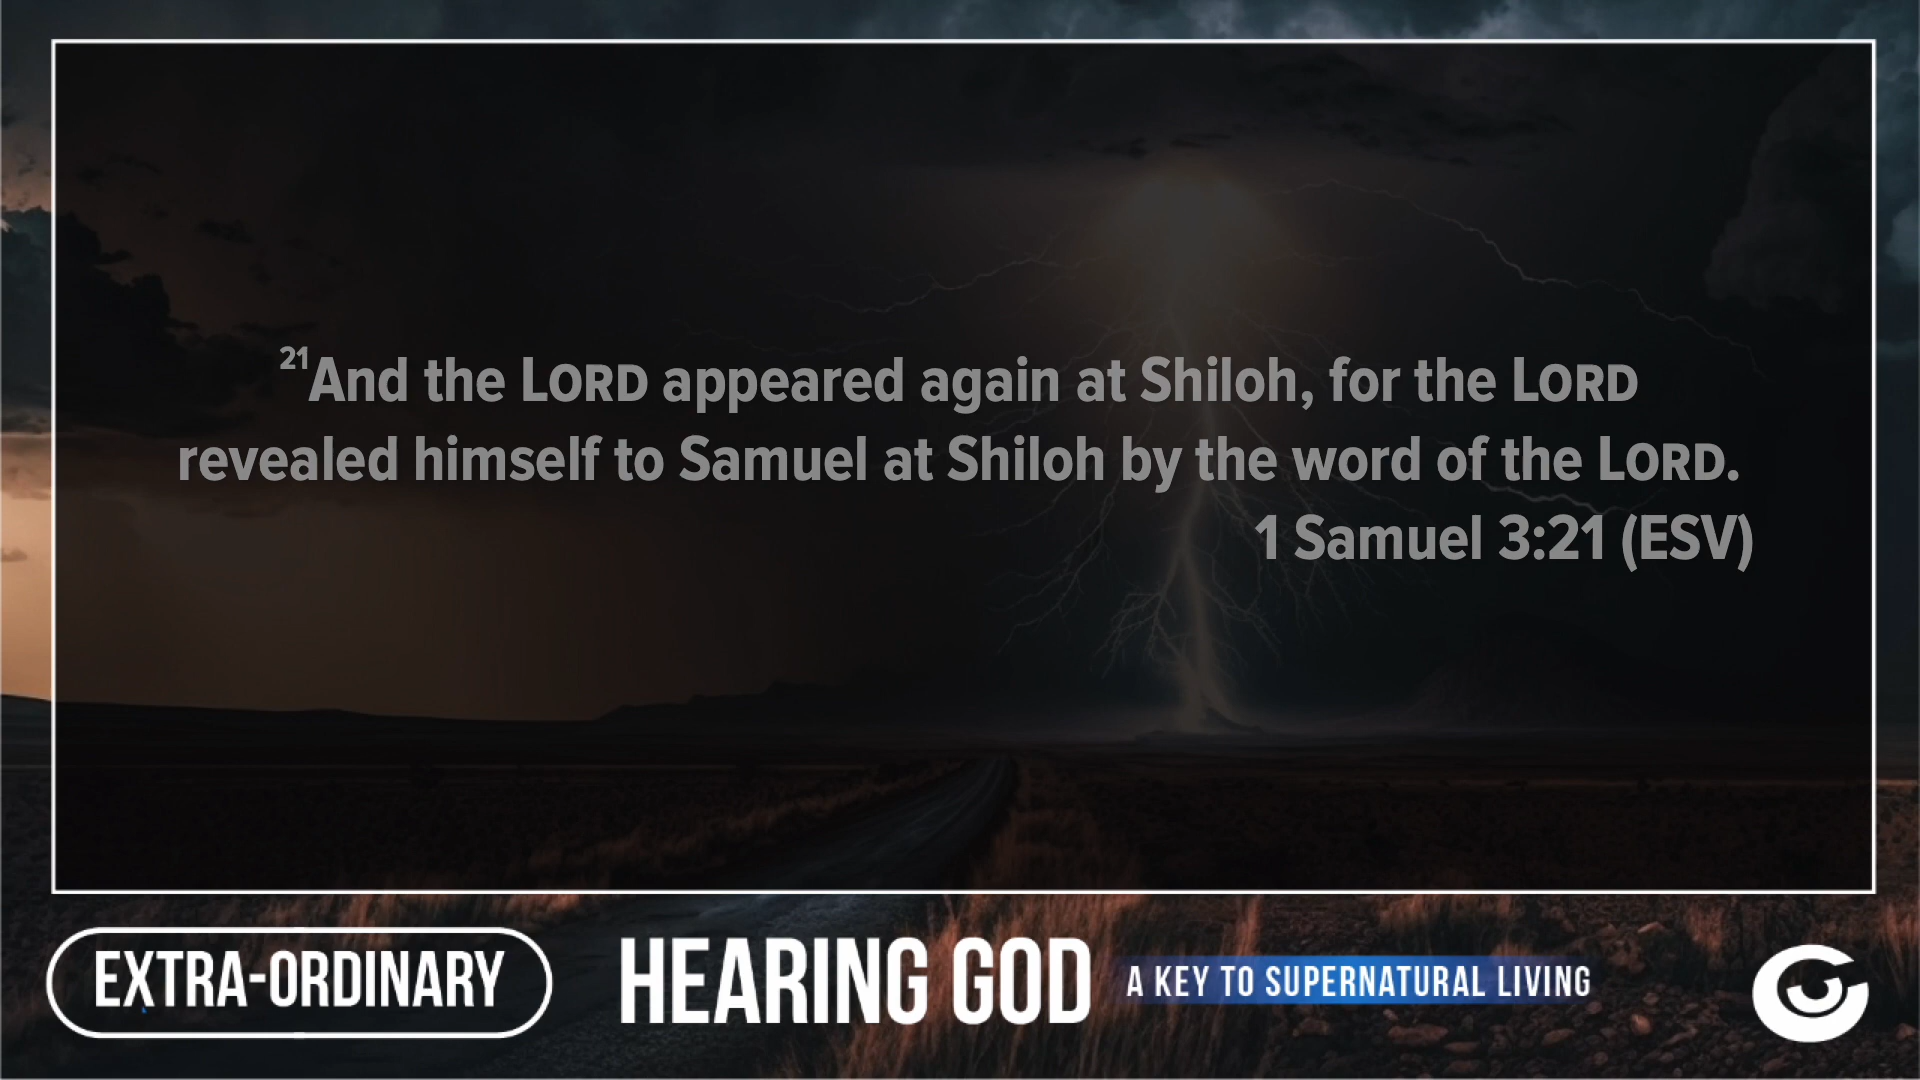 21And the LORD appeared again at Shiloh, for the LORD
revealed himself to Samuel at Shiloh by the word of the LORD.
1 Samuel 3:21 (ESV)
EXTRA-ORDINARY HEARING GOD A KEY TO SUPERNATURAL LIVING